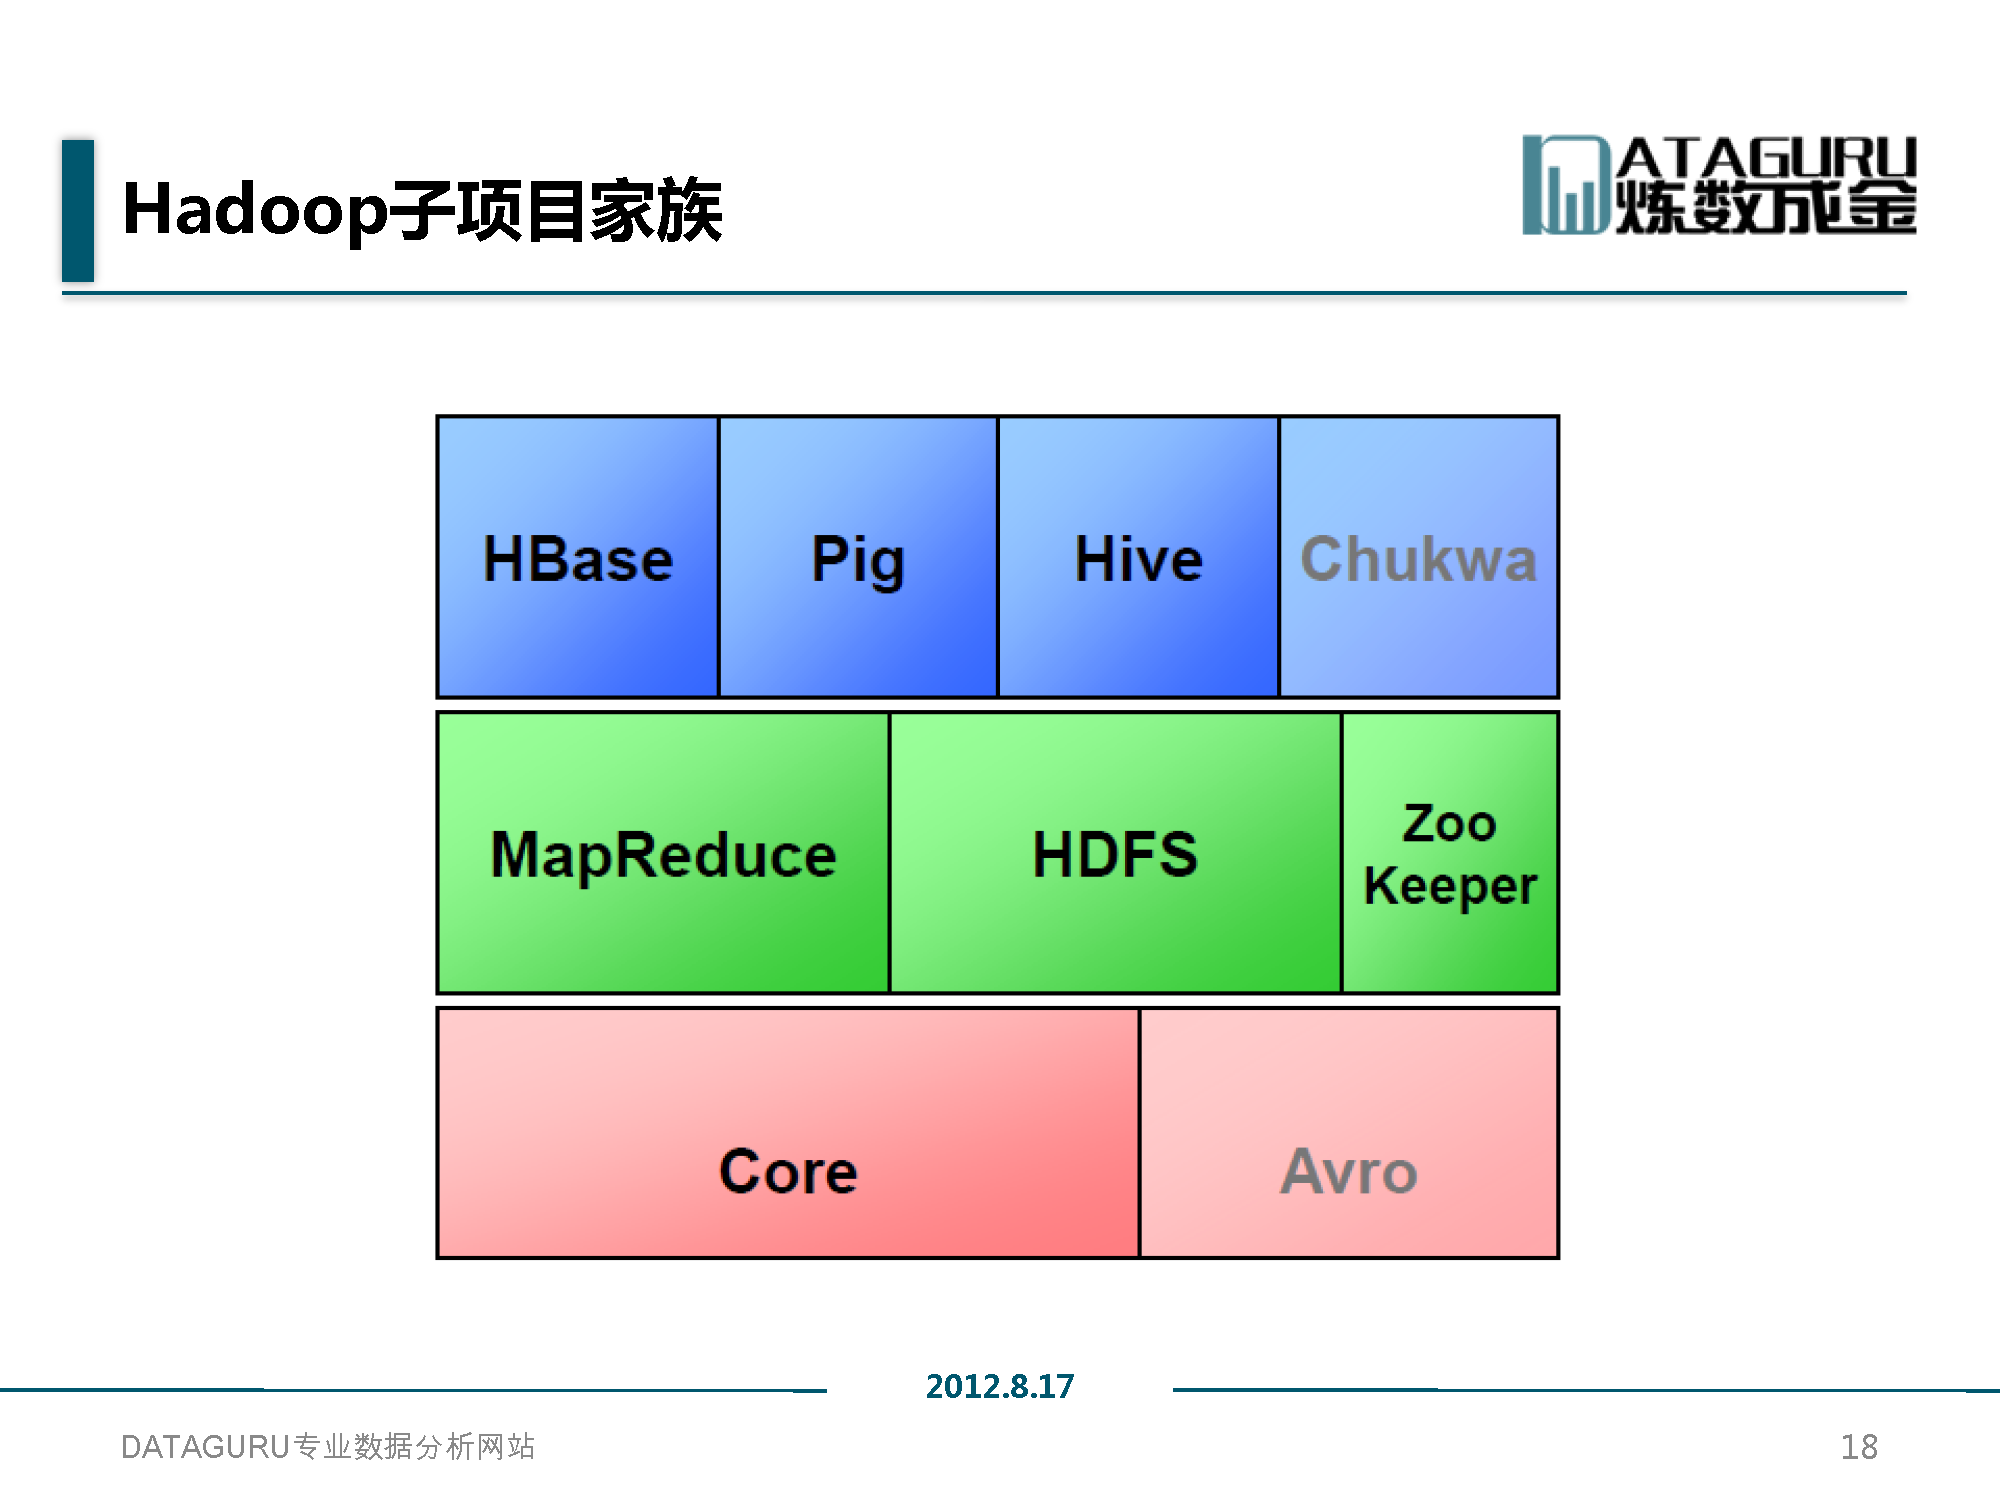 Hadoop子项目家族
ATAGURU
炼数成金
HBase
Pig
Hive
Chukwa
MapReduce
HDFS
Zoo
Keeper
Core
Avro
2012.8.17
DATAGURU专业数据分析网站
18